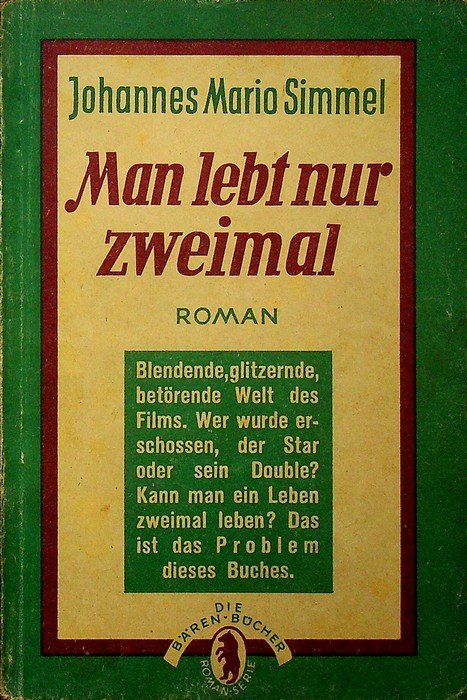 Johannes Mario Simmel
Man lebt nur
zweimal
ROMAN
Blendende, glitzernde,
betörende Welt des
Films. Wer wurde er-
schossen, der Star
oder sein Double?
Kann man ein Leben
zweimal leben? Das
ist das Problem
dieses Buches.
DIE
BÄREN-BÜCHER
ROMAN-SERIE